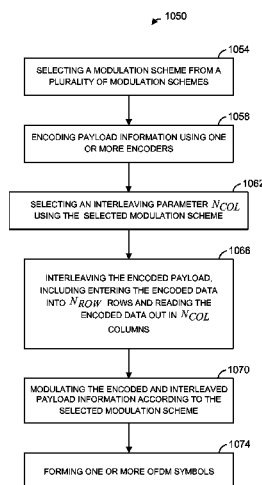 1050
1054
SELECTING A MODULATION SCHEME FROM A
PLURALITY OF MODULATION SCHEMES
1058
ENCODING PAYLOAD INFORMATION USING ONE
OR MORE ENCODERS
1062
SELECTING AN INTERLEAVING PARAMETER N_COL
USING THE SELECTED MODULATION SCHEME
1066
INTERLEAVING THE ENCODED PAYLOAD,
INCLUDING ENTERING THE ENCODED DATA
INTO N_ROW ROWS AND READING THE
ENCODED DATA OUT IN N_COL
COLUMNS
1070
MODULATING THE ENCODED AND INTERLEAVED
PAYLOAD INFORMATION ACCORDING TO THE
SELECTED MODULATION SCHEME
1074
FORMING ONE OR MORE OFDM SYMBOLS